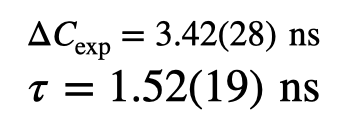 ΔC_exp = 3.42(28) ns
τ = 1.52(19) ns